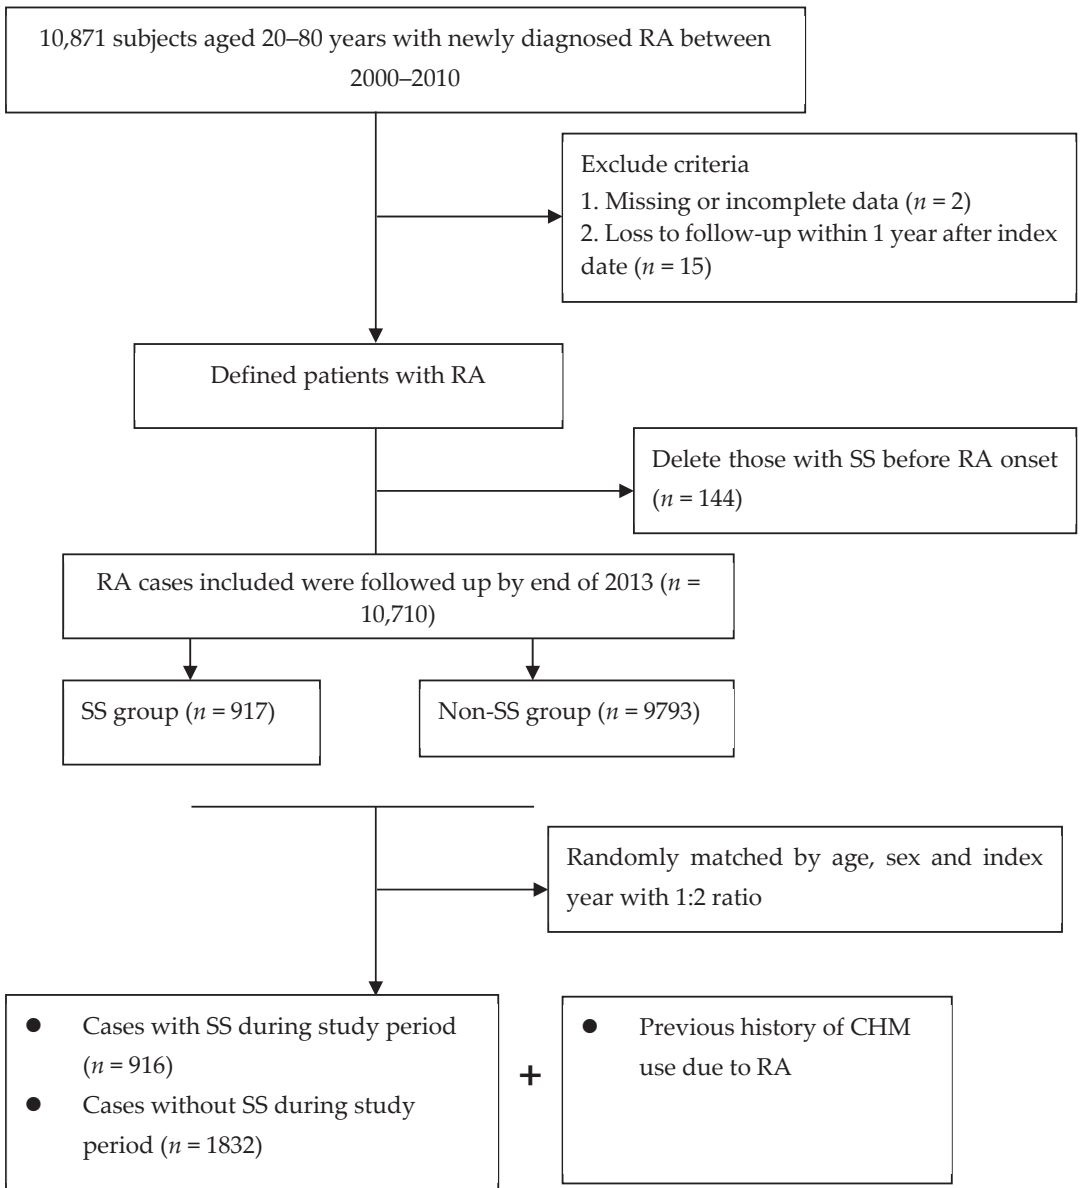 10,871 subjects aged 20–80 years with newly diagnosed RA between
2000–2010
Exclude criteria
1. Missing or incomplete data (n = 2)
2. Loss to follow-up within 1 year after index
date (n = 15)
Defined patients with RA
Delete those with SS before RA onset
(n = 144)
RA cases included were followed up by end of 2013 (n =
10,710)
SS group (n = 917)
Non-SS group (n = 9793)
Randomly matched by age, sex and index
year with 1:2 ratio
● Cases with SS during study period
(n = 916)
● Cases without SS during study
period (n = 1832)
+
● Previous history of CHM
use due to RA